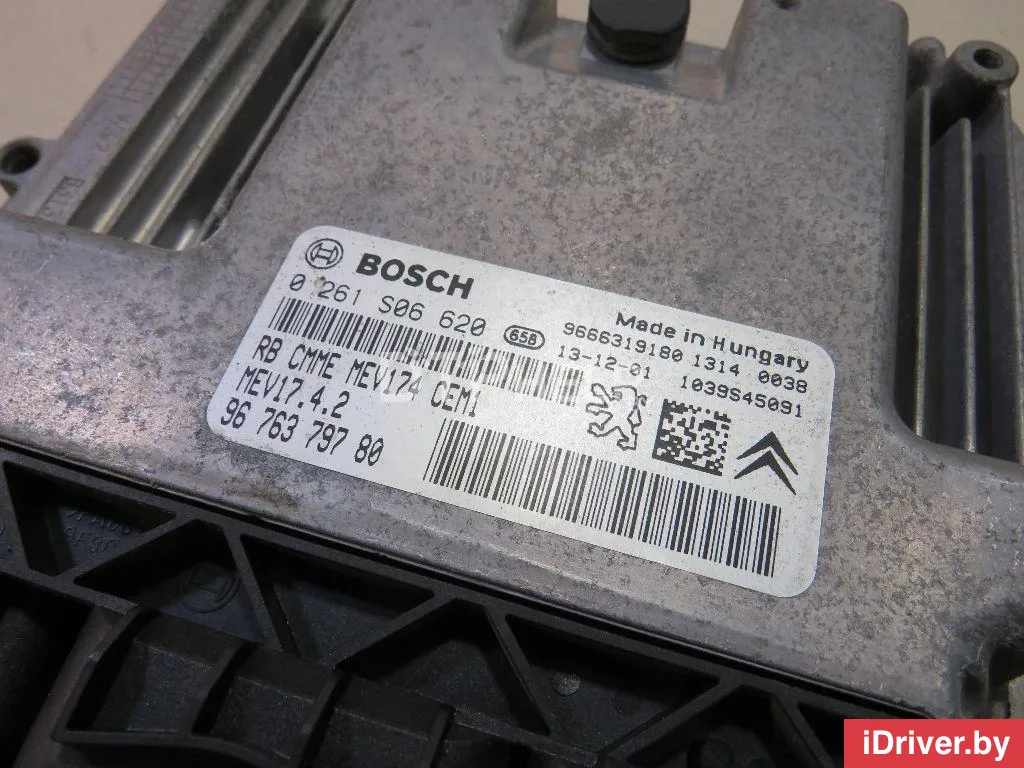 BOSCH
0 261 S06 620
65B
Made in Hungary
9666319180 1314 0038
13-12-01 1039S45091
RB CMME MEV174 CEM1
MEV17.4.2
96 763 797 80
iDriver.by